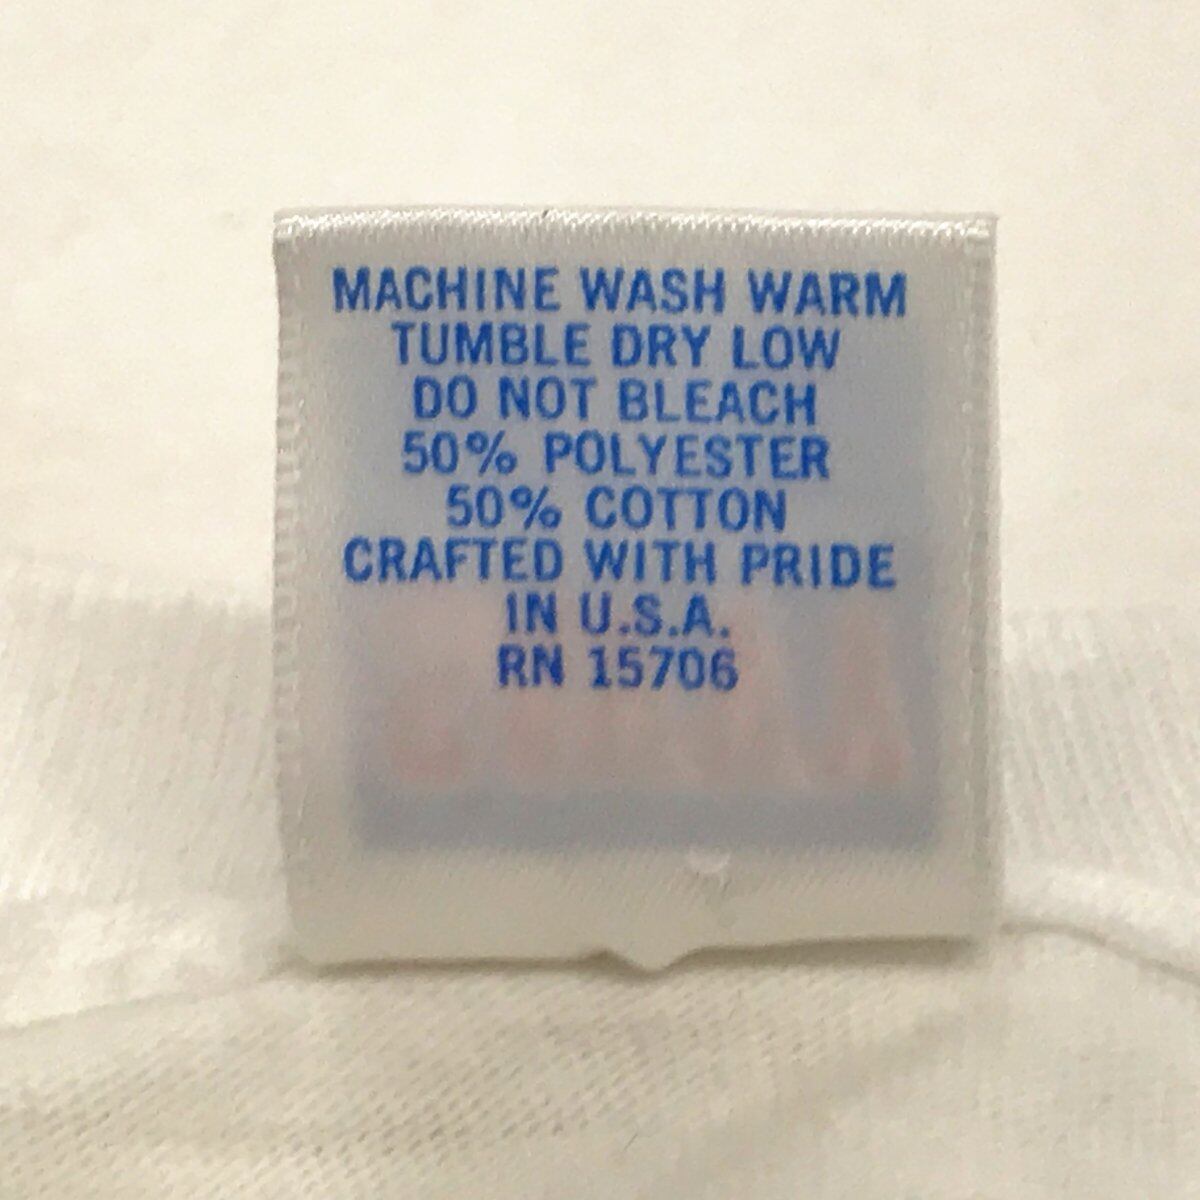 MACHINE WASH WARM
TUMBLE DRY LOW
DO NOT BLEACH
50% POLYESTER
50% COTTON
CRAFTED WITH PRIDE
IN U.S.A.
RN 15706